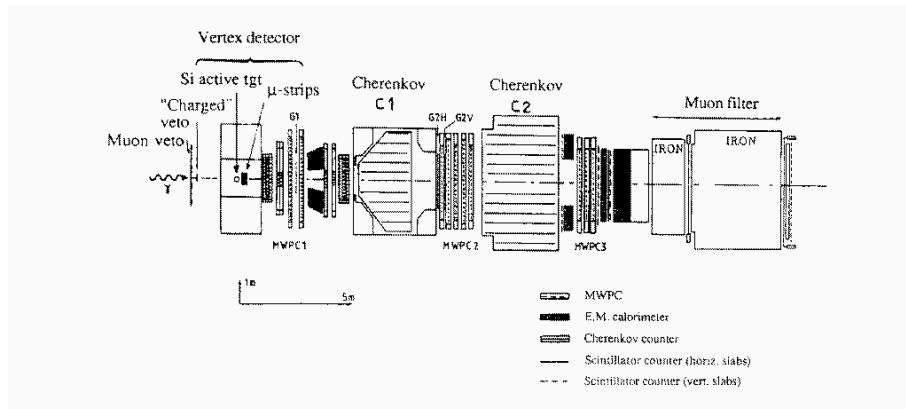 Vertex detector
Si active tgt
μ-strips
"Charged"
veto
Muon veto
γ
G1
MWPC1
Cherenkov
C1
G2H
G2V
MWPC2
Cherenkov
C2
MWPC3
Muon filter
IRON
IRON
1m
5m
MWPC
E.M. calorimeter
Cherenkov counter
Scintillator counter (horiz. slabs)
Scintillator counter (vert. slabs)